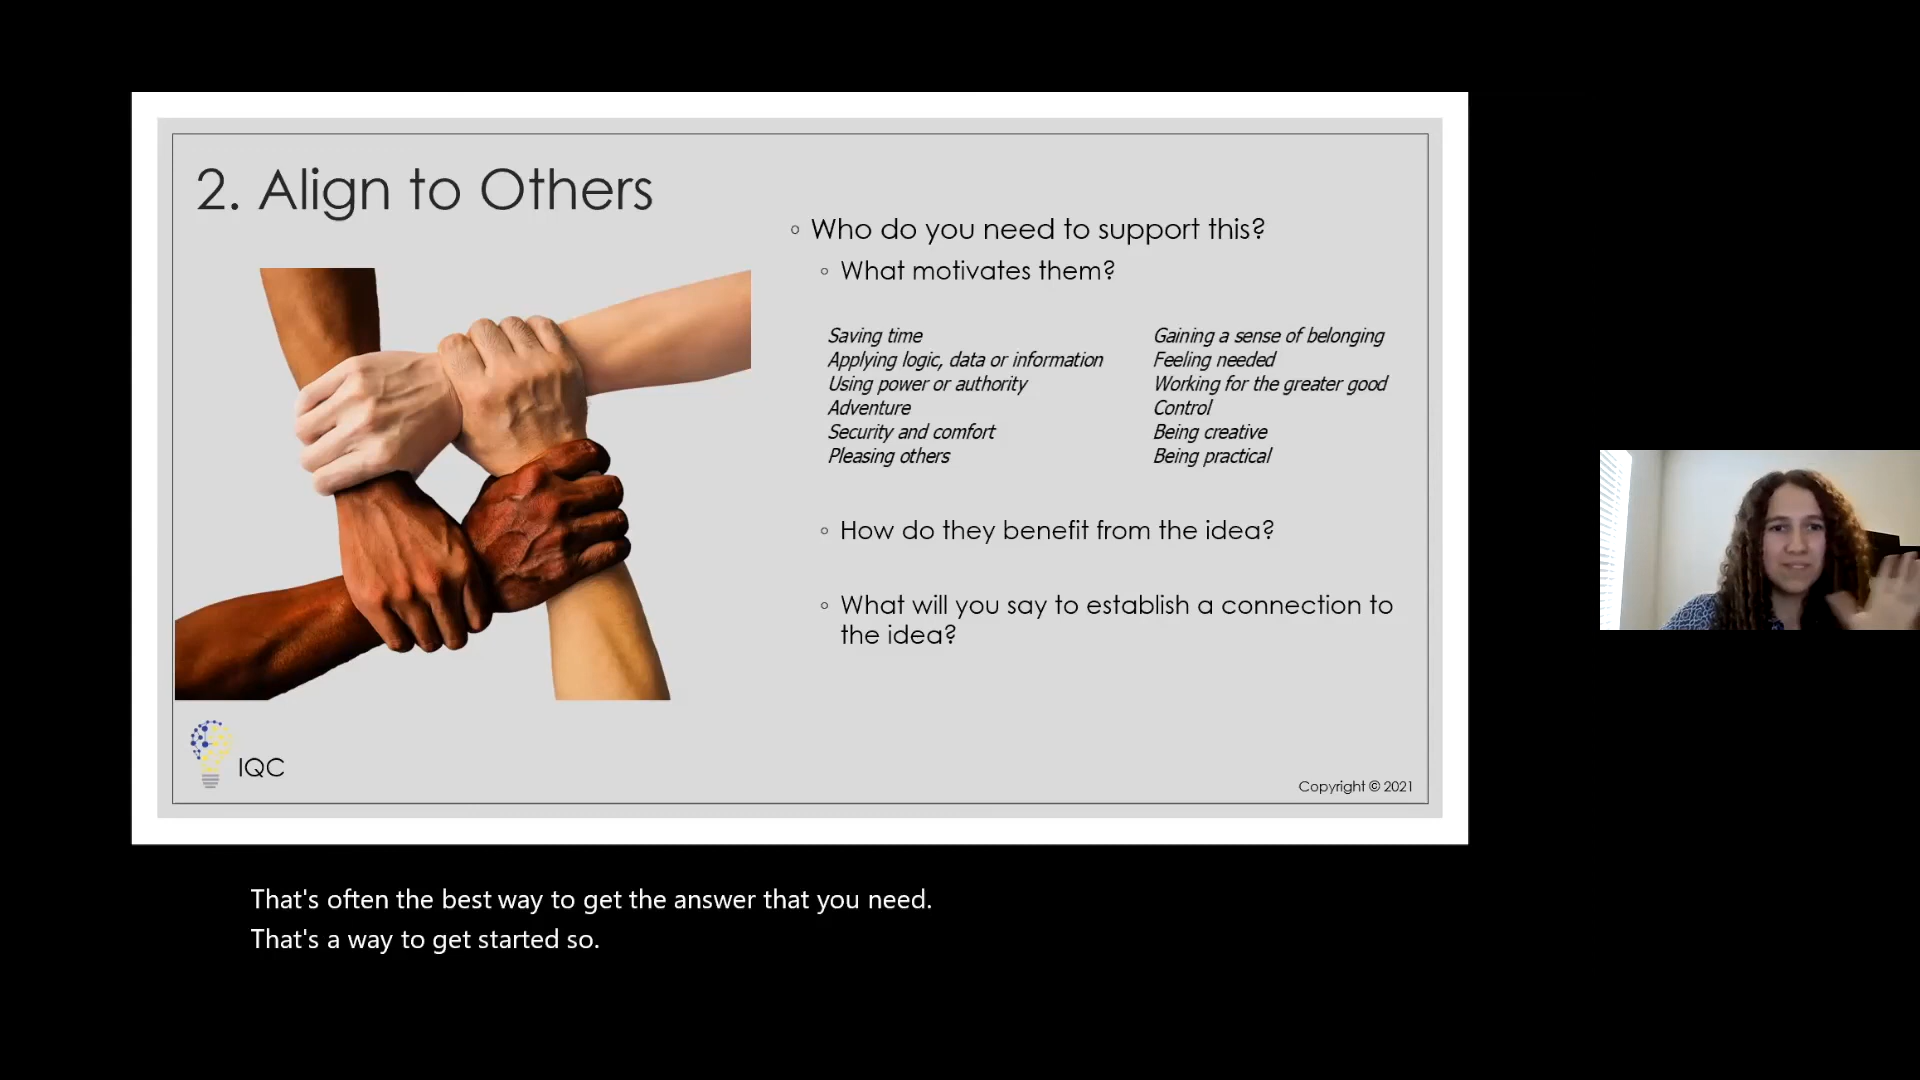 2. Align to Others
◦ Who do you need to support this?
◦ What motivates them?
Saving time
Applying logic, data or information
Using power or authority
Adventure
Security and comfort
Pleasing others
Gaining a sense of belonging
Feeling needed
Working for the greater good
Control
Being creative
Being practical
◦ How do they benefit from the idea?
◦ What will you say to establish a connection to
the idea?
IQC
Copyright © 2021
That's often the best way to get the answer that you need.
That's a way to get started so.